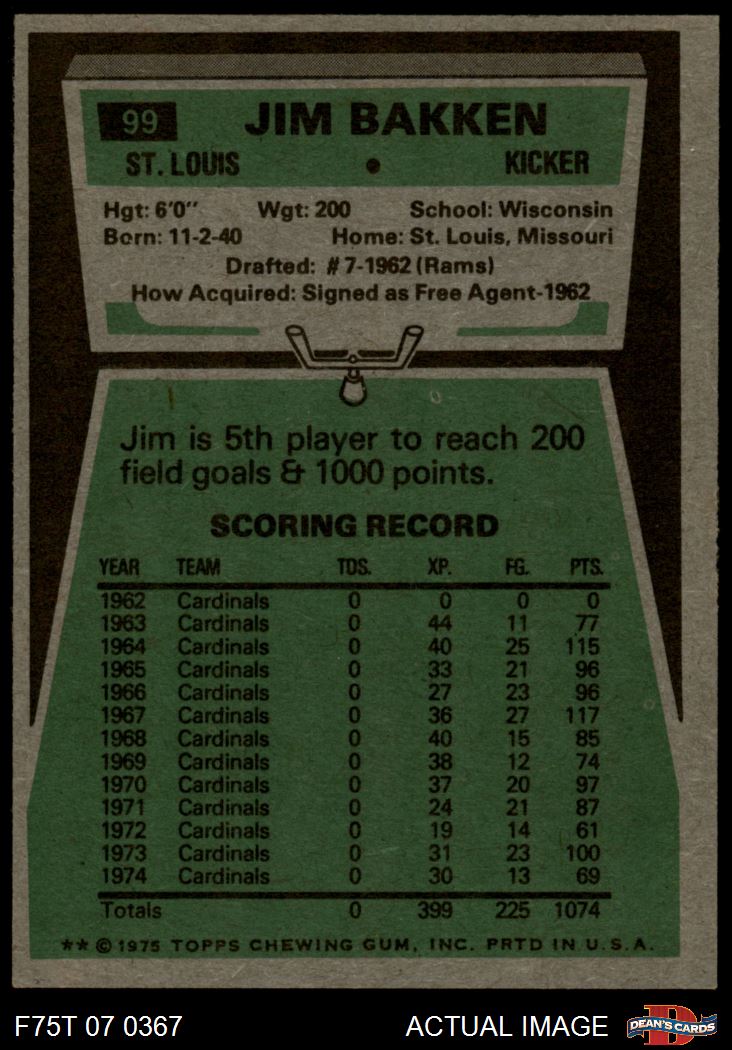 99 JIM BAKKEN
ST. LOUIS • KICKER
Hgt: 6'0" Wgt: 200 School: Wisconsin
Born: 11-2-40 Home: St. Louis, Missouri
Drafted: #7-1962 (Rams)
How Acquired: Signed as Free Agent-1962
Jim is 5th player to reach 200
field goals & 1000 points.
SCORING RECORD
YEAR TEAM TDS. XP. FG. PTS.
1962 Cardinals 0 0 0 0
1963 Cardinals 0 44 11 77
1964 Cardinals 0 40 25 115
1965 Cardinals 0 33 21 96
1966 Cardinals 0 27 23 96
1967 Cardinals 0 36 27 117
1968 Cardinals 0 40 15 85
1969 Cardinals 0 38 12 74
1970 Cardinals 0 37 20 97
1971 Cardinals 0 24 21 87
1972 Cardinals 0 19 14 61
1973 Cardinals 0 31 23 100
1974 Cardinals 0 30 13 69
Totals 0 399 225 1074
** © 1975 TOPPS CHEWING GUM, INC. PRTD IN U.S.A.
F75T 07 0367 ACTUAL IMAGE D DEAN'S CARDS